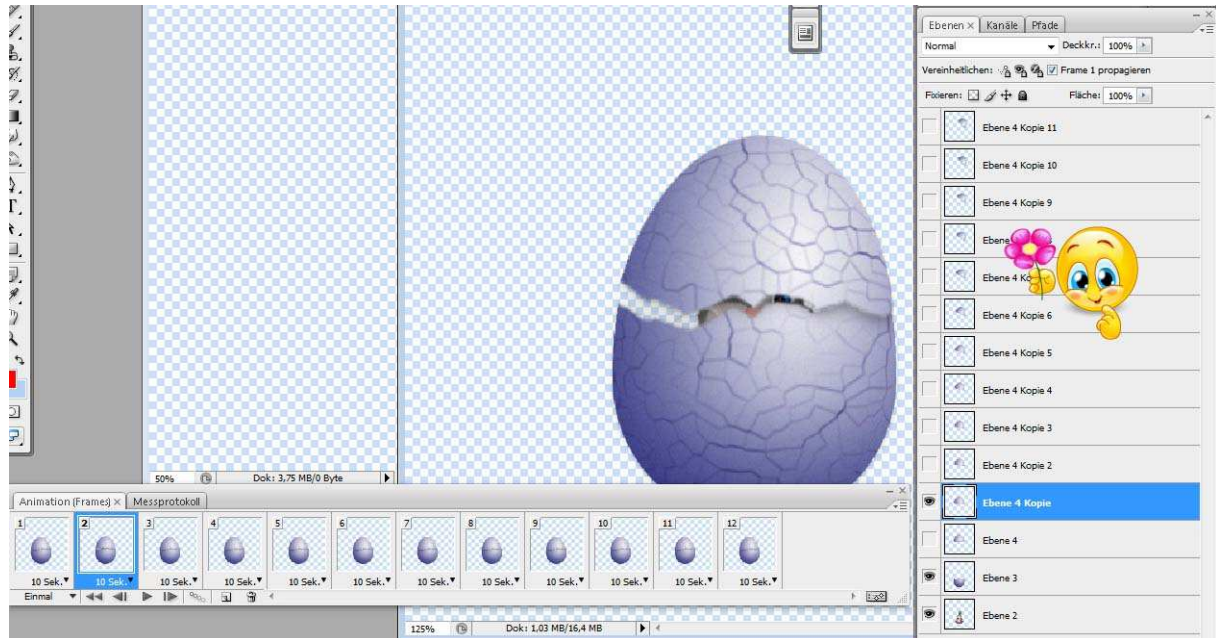 Ebenen × Kanäle Pfade
Normal Deckkr.: 100%
Vereinheitlichen: Frame 1 propagieren
Fixieren: Fläche: 100%
Ebene 4 Kopie 11
Ebene 4 Kopie 10
Ebene 4 Kopie 9
Ebene
Ebene 4 Ko
Ebene 4 Kopie 6
Ebene 4 Kopie 5
Ebene 4 Kopie 4
Ebene 4 Kopie 3
Ebene 4 Kopie 2
Ebene 4 Kopie
Ebene 4
Ebene 3
Ebene 2
50% Dok: 3,75 MB/0 Byte
Animation (Frames) × Messprotokoll
1 2 3 4 5 6 7 8 9 10 11 12
10 Sek. 10 Sek. 10 Sek. 10 Sek. 10 Sek. 10 Sek. 10 Sek. 10 Sek. 10 Sek. 10 Sek. 10 Sek. 10 Sek.
Einmal
125% Dok: 1,03 MB/16,4 MB